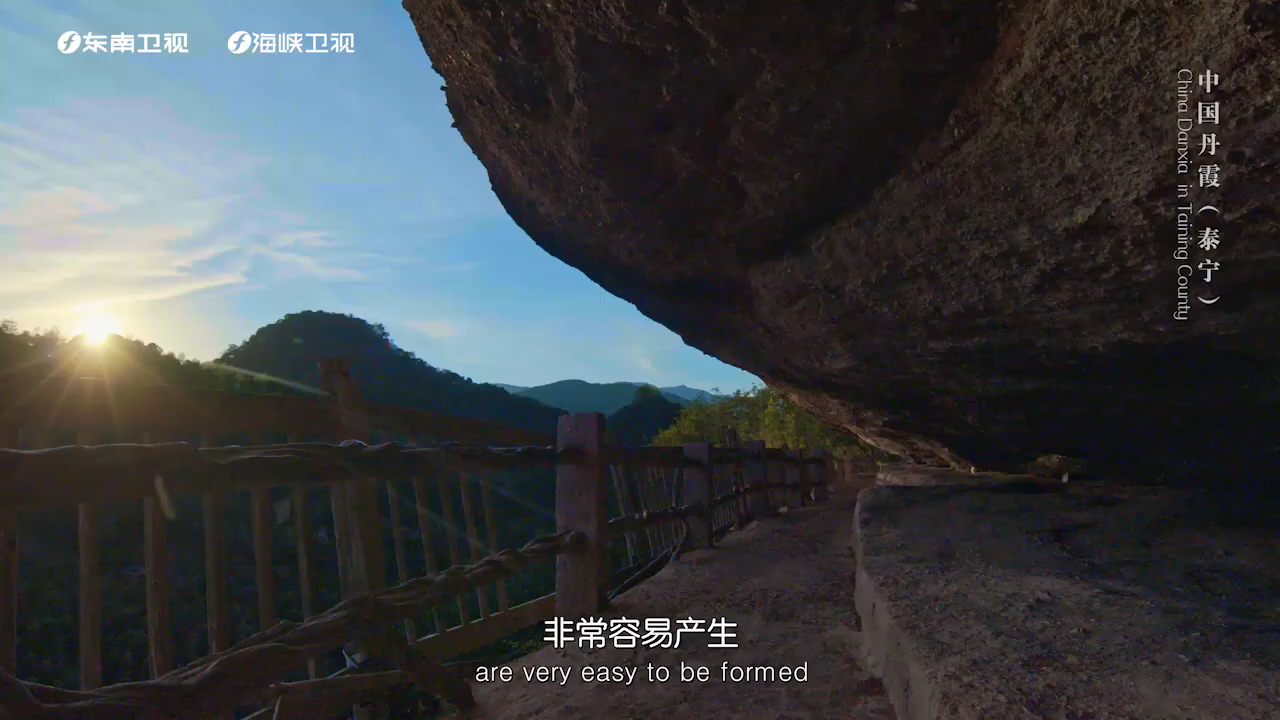 东南卫视
海峡卫视
中国丹霞（泰宁）
China Danxia in Taining County
非常容易产生
are very easy to be formed